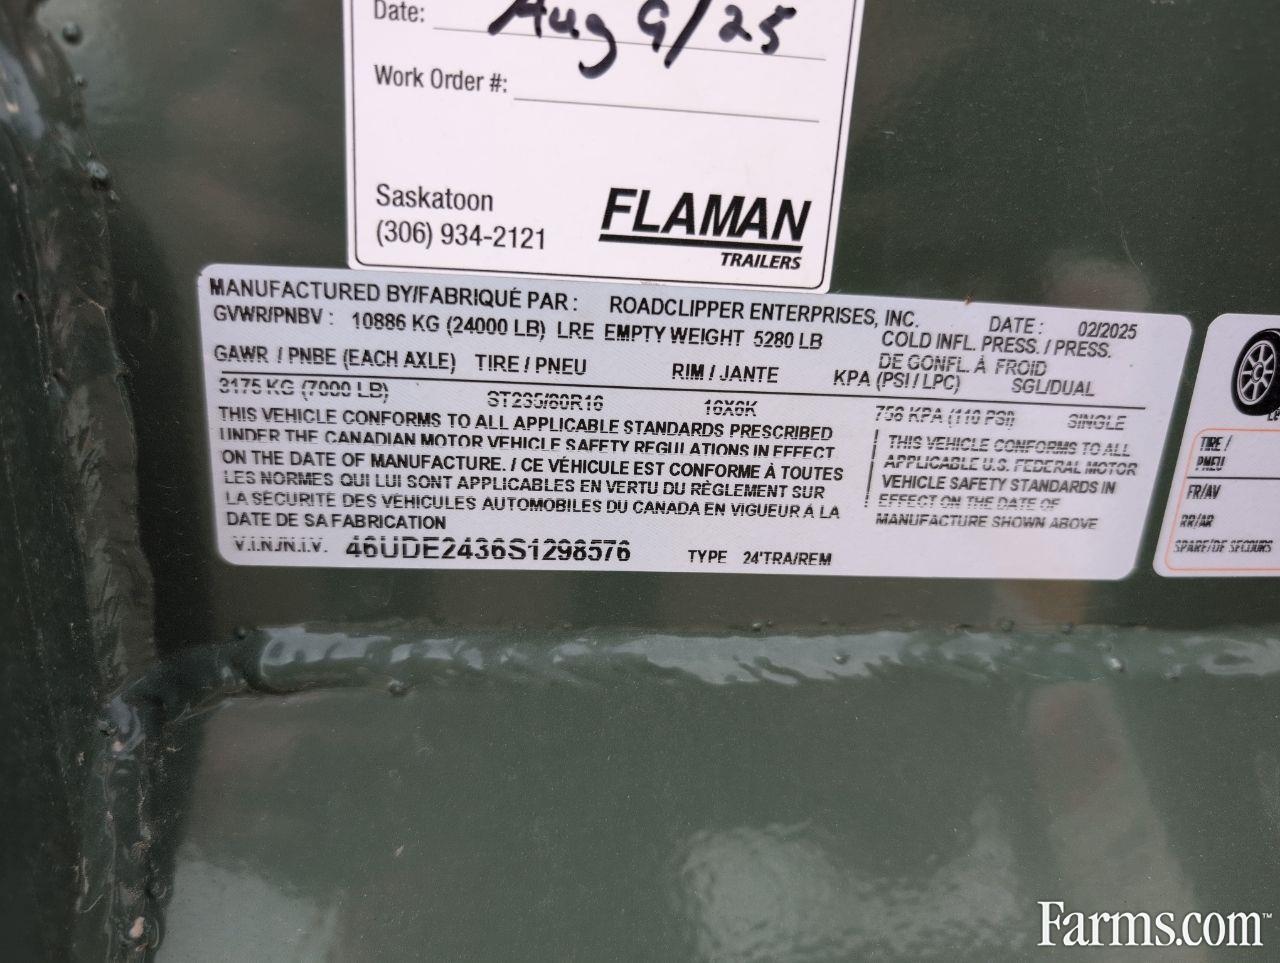 Date: Aug 9/25
Work Order #:
Saskatoon
(306) 934-2121
FLAMAN
TRAILERS
MANUFACTURED BY/FABRIQUÉ PAR : ROADCLIPPER ENTERPRISES, INC. DATE : 02/2025
GVWR/PNBV : 10886 KG (24000 LB) LRE EMPTY WEIGHT 5280 LB COLD INFL. PRESS. / PRESS.
DE GONFL. À FROID
GAWR / PNBE (EACH AXLE) TIRE / PNEU RIM / JANTE KPA (PSI / LPC) SGL/DUAL
3175 KG (7000 LB) ST235/80R16 16X6K 756 KPA (110 PSI) SINGLE
THIS VEHICLE CONFORMS TO ALL APPLICABLE STANDARDS PRESCRIBED
UNDER THE CANADIAN MOTOR VEHICLE SAFETY REGULATIONS IN EFFECT
ON THE DATE OF MANUFACTURE. / CE VÉHICULE EST CONFORME À TOUTES
LES NORMES QUI LUI SONT APPLICABLES EN VERTU DU RÈGLEMENT SUR
LA SÉCURITÉ DES VÉHICULES AUTOMOBILES DU CANADA EN VIGUEUR À LA
DATE DE SA FABRICATION
THIS VEHICLE CONFORMS TO ALL
APPLICABLE U.S. FEDERAL MOTOR
VEHICLE SAFETY STANDARDS IN
EFFECT ON THE DATE OF
MANUFACTURE SHOWN ABOVE
V.I.N./N.I.V. 46UDE2436S1298576 TYPE 24'TRA/REM
TIRE /
PNEU
FR/AV
RR/AR
SPARE/DE SECOURS
Farms.com™